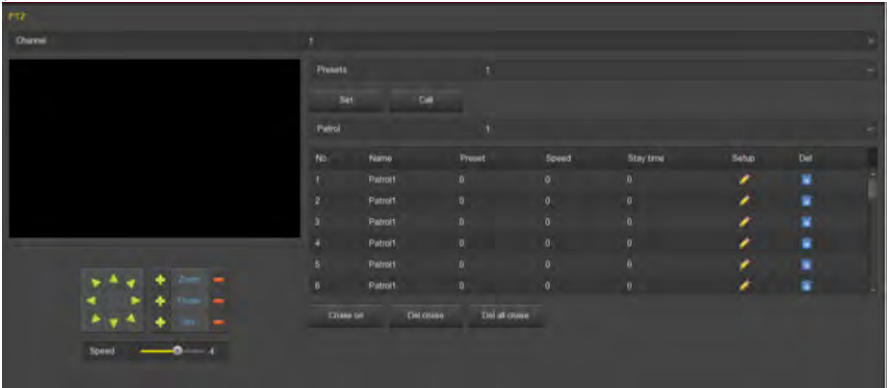 PTZ
Channel 1
Presets 1
Set Call
Patrol 1
No. Name Preset Speed Stay time Setup Del
1 Patrol1 0 0 0
2 Patrol1 0 0 0
3 Patrol1 0 0 0
4 Patrol1 0 0 0
5 Patrol1 0 0 0
6 Patrol1 0 0 0
Zoom
Focus
Iris
Cruise on Del cruise Del all cruise
Speed 4